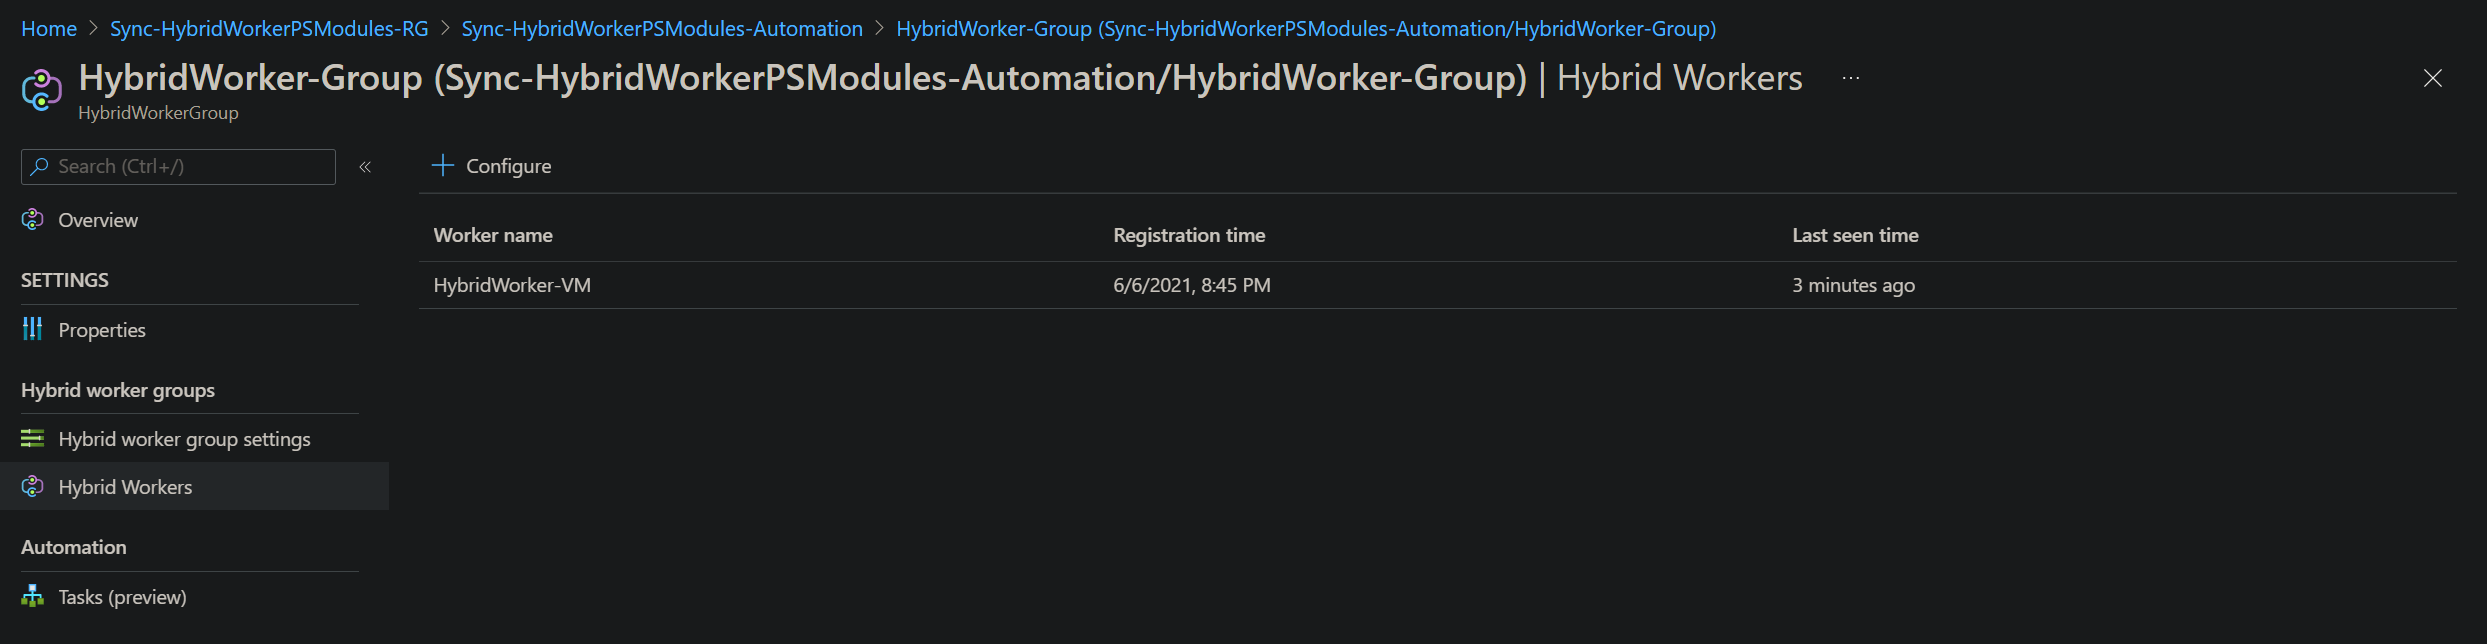 Home > Sync-HybridWorkerPSModules-RG > Sync-HybridWorkerPSModules-Automation > HybridWorker-Group (Sync-HybridWorkerPSModules-Automation/HybridWorker-Group)
HybridWorker-Group (Sync-HybridWorkerPSModules-Automation/HybridWorker-Group) | Hybrid Workers ...
HybridWorkerGroup
Search (Ctrl+/)
«
Overview
SETTINGS
Properties
Hybrid worker groups
Hybrid worker group settings
Hybrid Workers
Automation
Tasks (preview)
Configure
Worker name Registration time Last seen time
HybridWorker-VM 6/6/2021, 8:45 PM 3 minutes ago